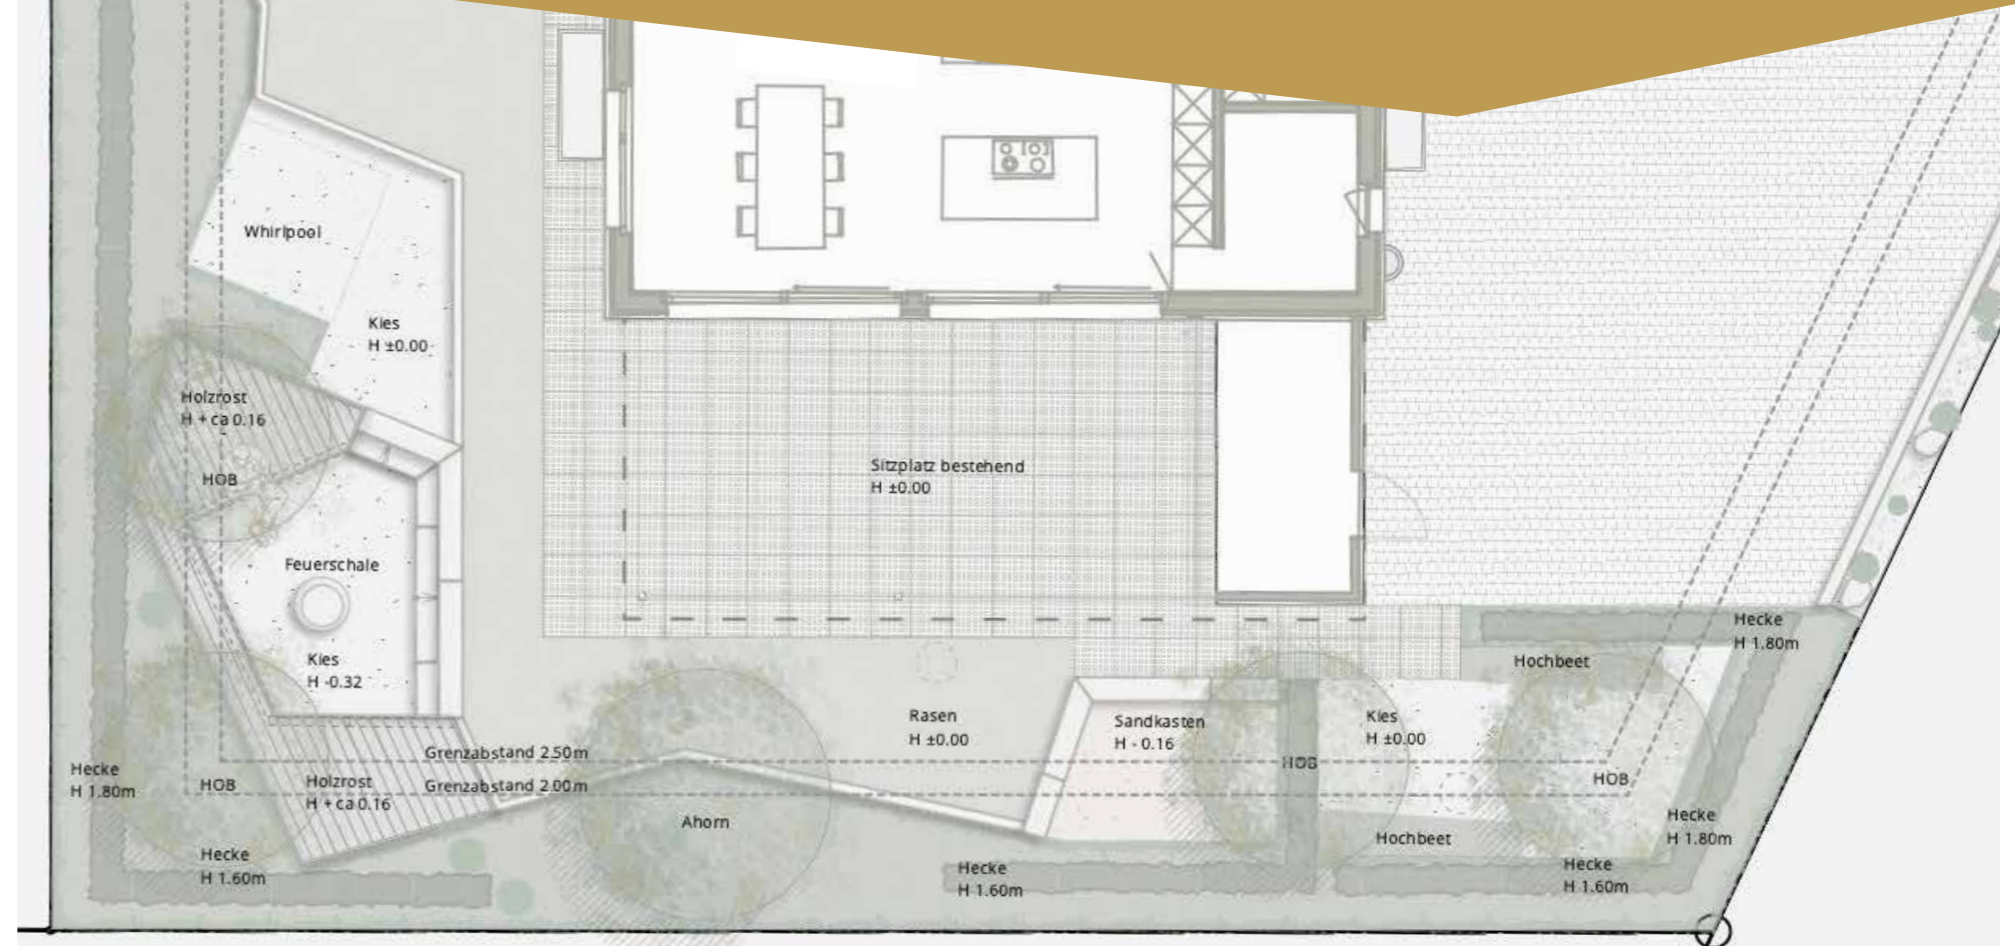 Whirlpool
Kies
H ±0.00
Holzrost
H + ca 0.16
HOB
Sitzplatz bestehend
H ±0.00
Feuerschale
Kies
H -0.32
Hecke
H 1.80m
Hochbeet
Rasen
H ±0.00
Sandkasten
H - 0.16
Kies
H ±0.00
Grenzabstand 2.50m
Grenzabstand 2.00m
HOB
HOB
Hecke
H 1.80m
HOB
Holzrost
H + ca 0.16
Ahorn
Hochbeet
Hecke
H 1.80m
Hecke
H 1.60m
Hecke
H 1.60m
Hecke
H 1.60m